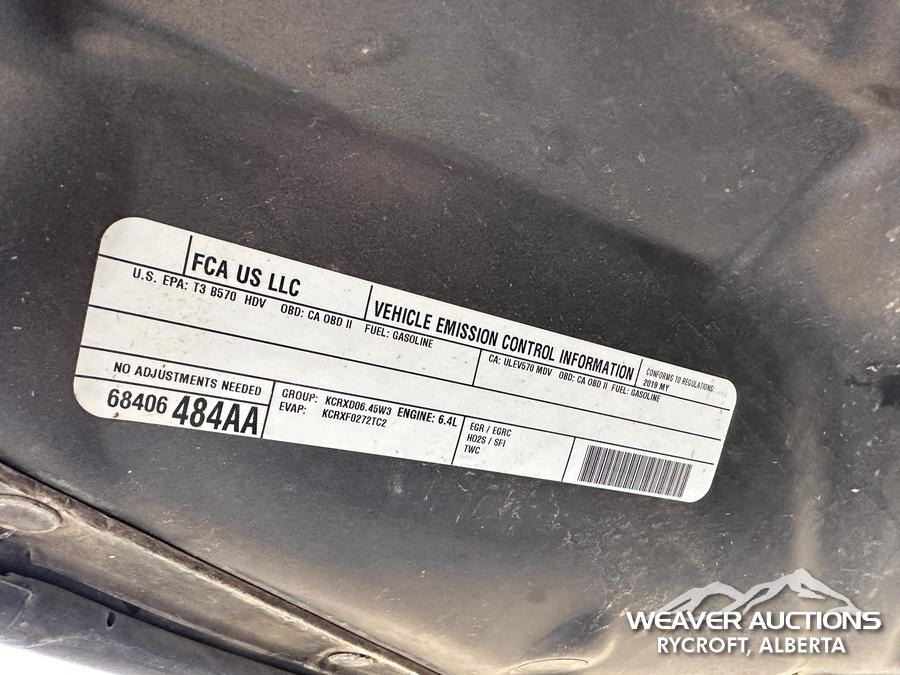 FCA US LLC
VEHICLE EMISSION CONTROL INFORMATION
CONFORMS TO REGULATIONS:
2019 MY
U.S. EPA: T3 B570 HDV OBD: CA OBD II FUEL: GASOLINE
CA: ULEV570 MDV OBD: CA OBD II FUEL: GASOLINE
NO ADJUSTMENTS NEEDED
68406 484AA
GROUP: KCRXD06.45W3 ENGINE: 6.4L
EVAP: KCRXF0272TC2
EGR / EGRC
HO2S / SFI
TWC
WEAVER AUCTIONS
RYCROFT, ALBERTA